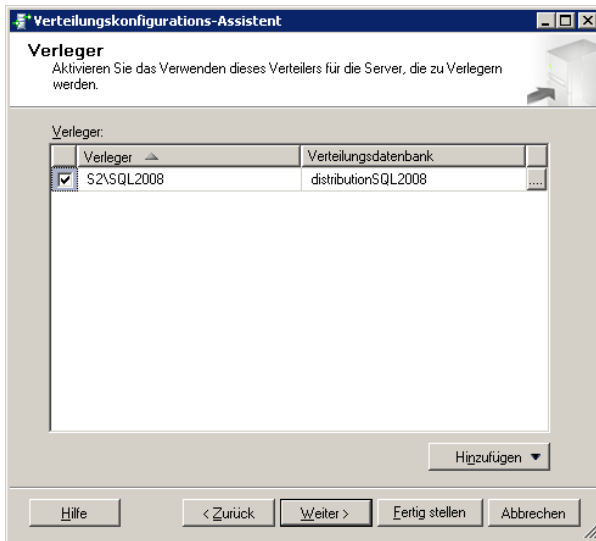 Verteilungskonfigurations-Assistent
Verleger
Aktivieren Sie das Verwenden dieses Verteilers für die Server, die zu Verlegern
werden.
Verleger:
Verleger Verteilungsdatenbank
S2\SQL2008 distributionSQL2008 ....
Hinzufügen
Hilfe < Zurück Weiter > Fertig stellen Abbrechen